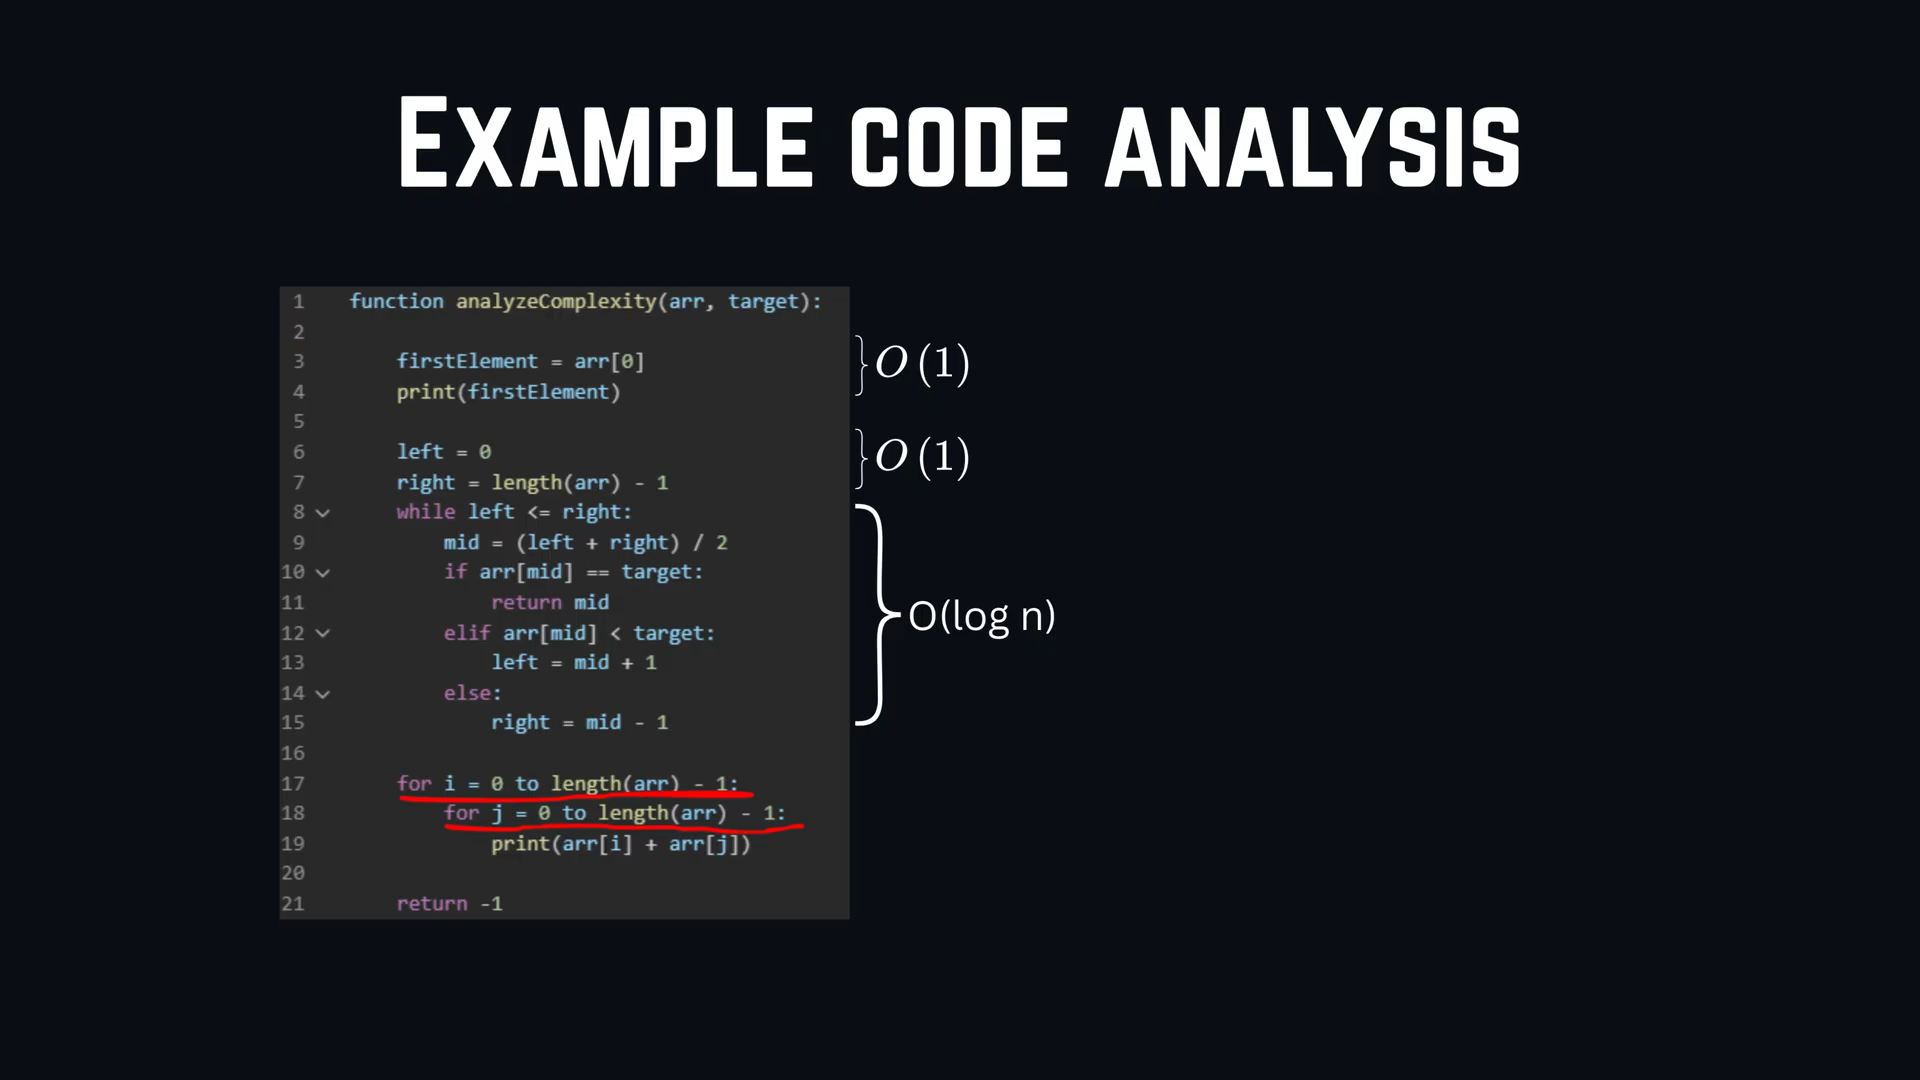 EXAMPLE CODE ANALYSIS
1 function analyzeComplexity(arr, target):
2
3 firstElement = arr[0]
4 print(firstElement)
} O (1)
5
6 left = 0
7 right = length(arr) - 1
} O (1)
8 while left <= right:
9 mid = (left + right) / 2
10 if arr[mid] == target:
11 return mid
12 elif arr[mid] < target:
13 left = mid + 1
14 else:
15 right = mid - 1
} O(log n)
16
17 for i = 0 to length(arr) - 1:
18 for j = 0 to length(arr) - 1:
19 print(arr[i] + arr[j])
20
21 return -1